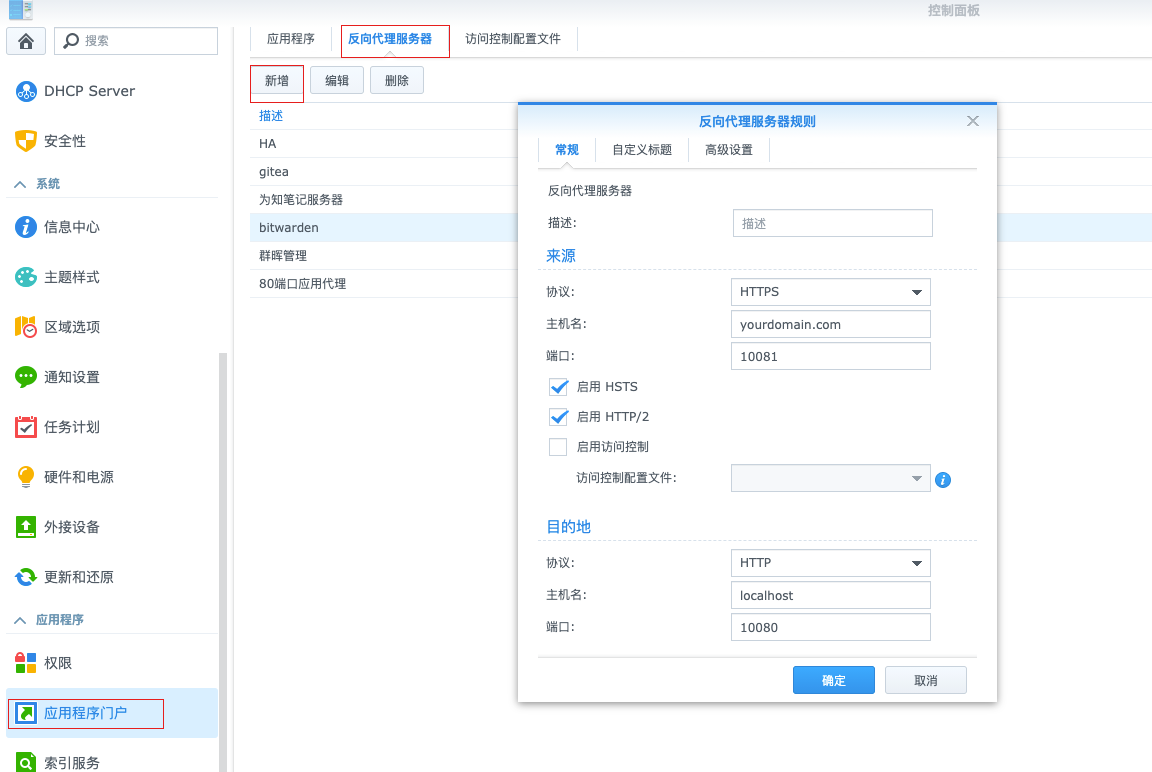 控制面板
搜索
DHCP Server
安全性
系统
信息中心
主题样式
区域选项
通知设置
任务计划
硬件和电源
外接设备
更新和还原
应用程序
权限
应用程序门户
索引服务
应用程序
反向代理服务器
访问控制配置文件
新增
编辑
删除
描述
HA
gitea
为知笔记服务器
bitwarden
群晖管理
80端口应用代理
反向代理服务器规则
常规
自定义标题
高级设置
反向代理服务器
描述:
描述
来源
协议:
HTTPS
主机名:
yourdomain.com
端口:
10081
启用 HSTS
启用 HTTP/2
启用访问控制
访问控制配置文件:
目的地
协议:
HTTP
主机名:
localhost
端口:
10080
确定
取消